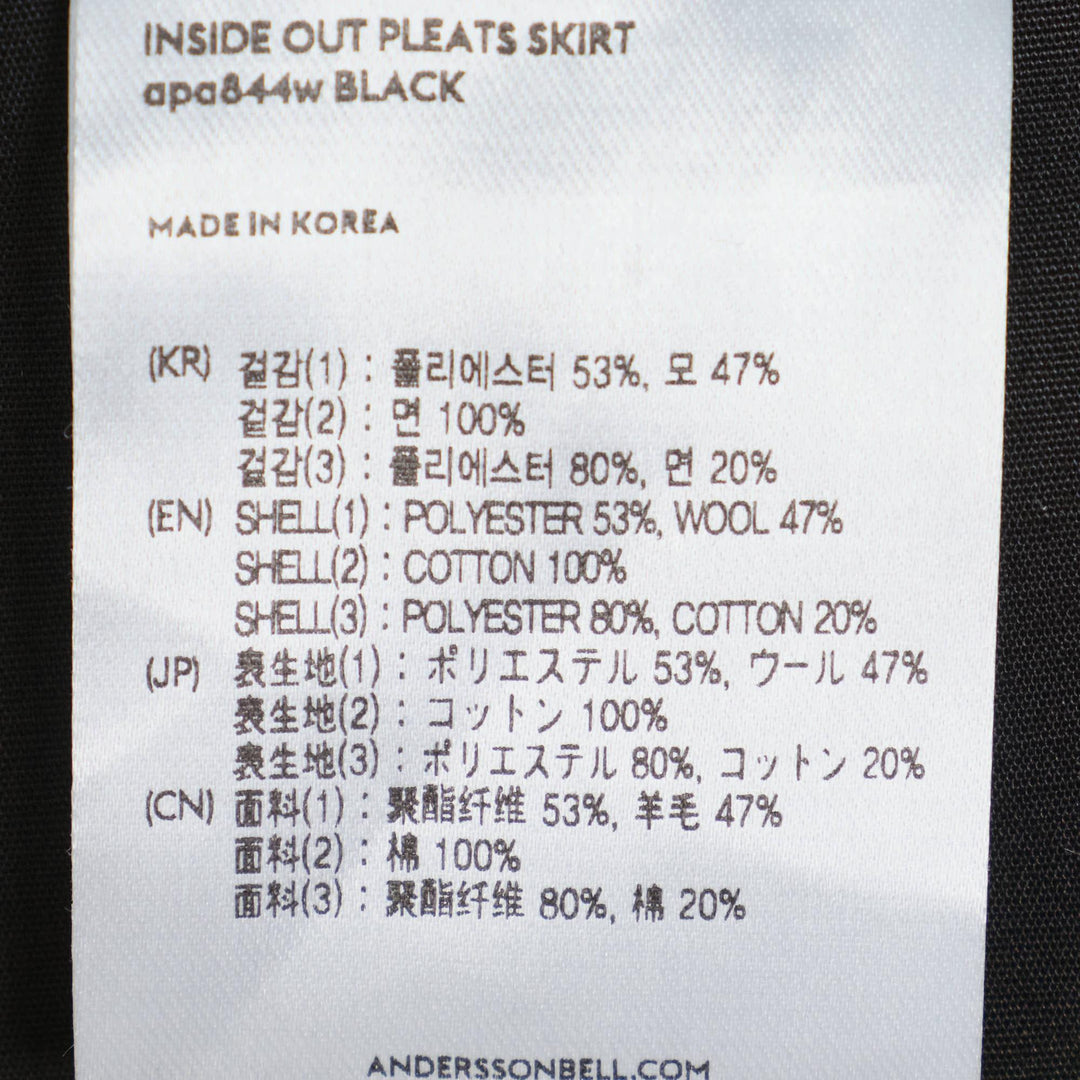 INSIDE OUT PLEATS SKIRT
apa844w BLACK
MADE IN KOREA
(KR) 겉감(1) : 폴리에스터 53%, 모 47%
겉감(2) : 면 100%
겉감(3) : 폴리에스터 80%, 면 20%
(EN) SHELL(1) : POLYESTER 53%, WOOL 47%
SHELL(2) : COTTON 100%
SHELL(3) : POLYESTER 80%, COTTON 20%
(JP) 表生地(1) : ポリエステル 53%, ウール 47%
表生地(2) : コットン 100%
表生地(3) : ポリエステル 80%, コットン 20%
(CN) 面料(1) : 聚酯纤维 53%, 羊毛 47%
面料(2) : 棉 100%
面料(3) : 聚酯纤维 80%, 棉 20%
ANDERSSONBELL.COM